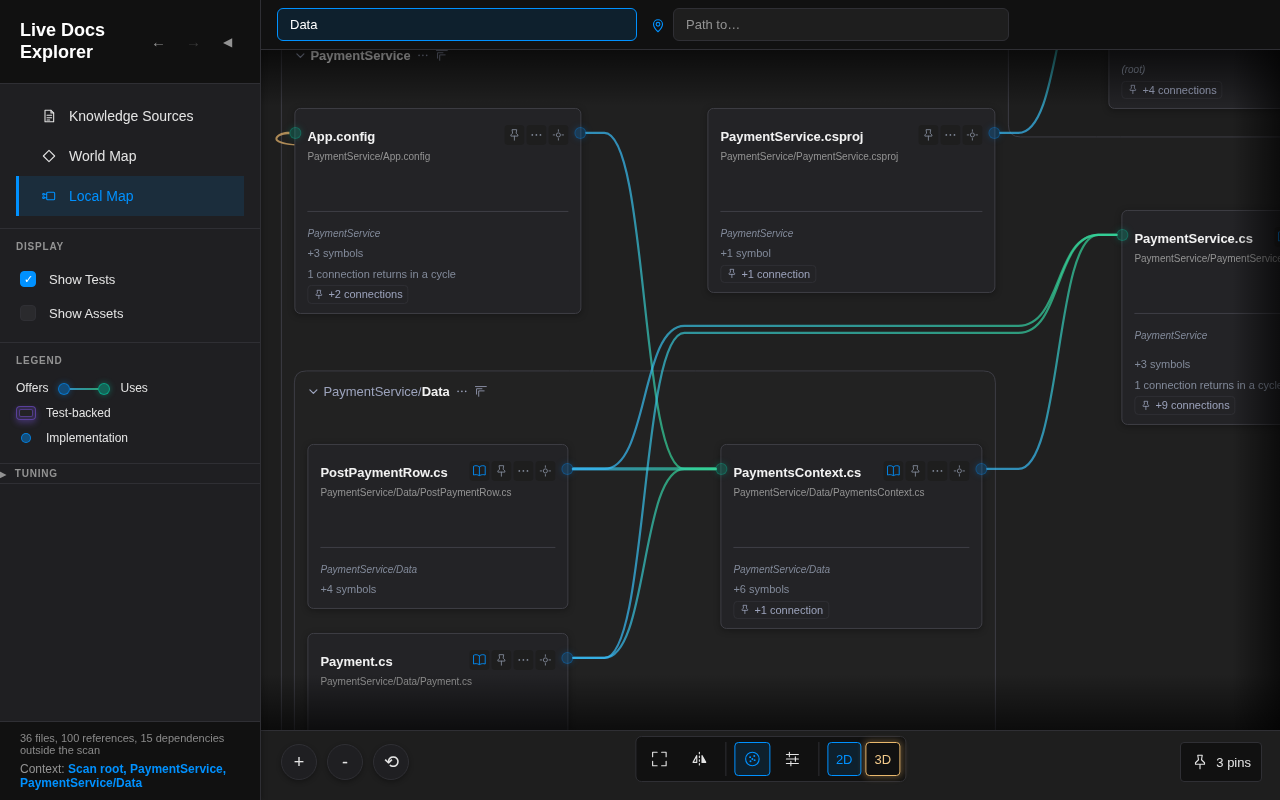 Live Docs
Explorer
Knowledge Sources
World Map
Local Map
DISPLAY
Show Tests
Show Assets
LEGEND
Offers
Uses
Test-backed
Implementation
TUNING
36 files, 100 references, 15 dependencies
outside the scan
Context: Scan root, PaymentService,
PaymentService/Data
Data
Path to…
PaymentService
(root)
+4 connections
App.config
PaymentService/App.config
PaymentService
+3 symbols
1 connection returns in a cycle
+2 connections
PaymentService.csproj
PaymentService/PaymentService.csproj
PaymentService
+1 symbol
+1 connection
PaymentService.cs
PaymentService/PaymentService
PaymentService
+3 symbols
1 connection returns in a cycle
+9 connections
PaymentService/Data
PostPaymentRow.cs
PaymentService/Data/PostPaymentRow.cs
PaymentService/Data
+4 symbols
PaymentsContext.cs
PaymentService/Data/PaymentsContext.cs
PaymentService/Data
+6 symbols
+1 connection
Payment.cs
PaymentService/Data/Payment.cs
+
-
2D
3D
3 pins